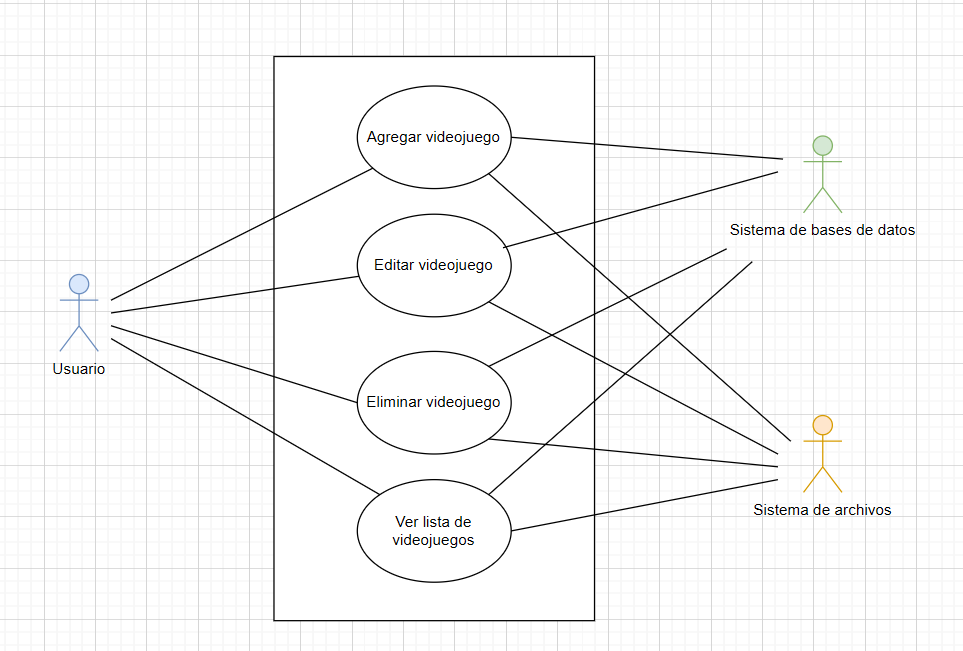 Agregar videojuego
Sistema de bases de datos
Editar videojuego
Usuario
Eliminar videojuego
Sistema de archivos
Ver lista de
videojuegos